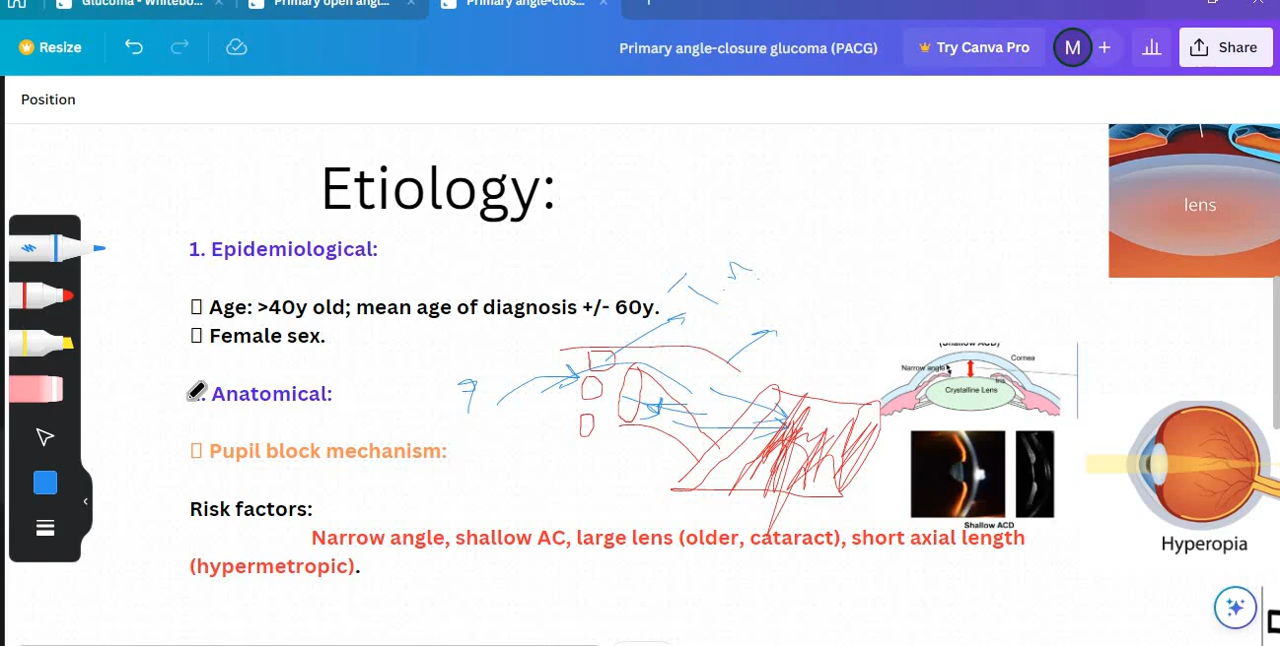 Glucoma - Whitebo...
Primary open angl...
Primary angle-clos...
Resize
Primary angle-closure glucoma (PACG)
Try Canva Pro
M
Share
Position
Etiology:
1. Epidemiological:
Age: >40y old; mean age of diagnosis +/- 60y.
Female sex.
Anatomical:
Pupil block mechanism:
Risk factors:
Narrow angle, shallow AC, large lens (older, cataract), short axial length
(hypermetropic).
lens
(Shallow ACD)
Cornea
Narrow angle
Iris
Crystalline Lens
Shallow ACD
Hyperopia